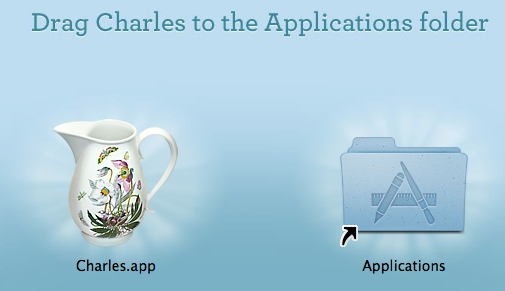 Drag Charles to the Applications folder
Charles.app
Applications